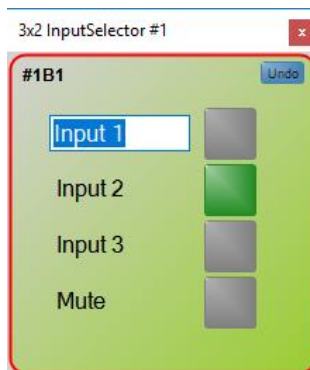 3x2 InputSelector #1 x
#1B1 Undo
Input 1
Input 2
Input 3
Mute